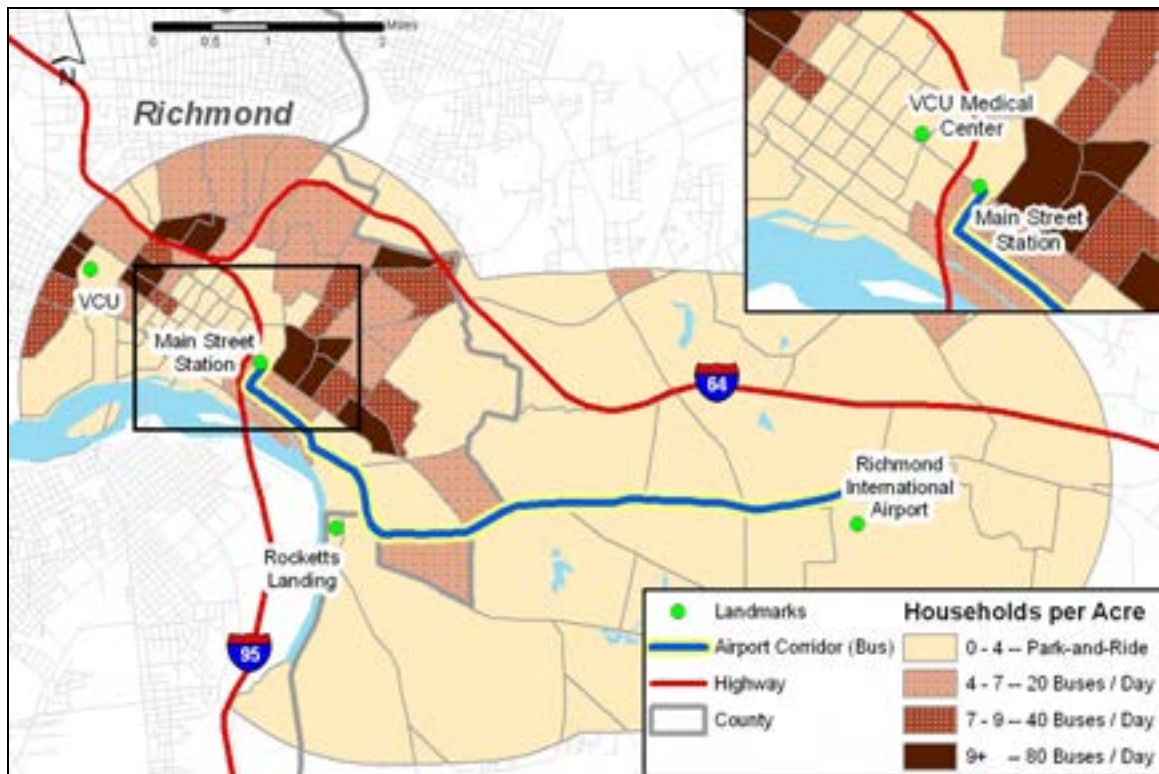 0
0.5
1
2
Miles
N
Richmond
VCU Medical
Center
Main Street
Station
VCU
Main Street
Station
64
Richmond
International
Airport
Rocketts
Landing
95
Landmarks
Airport Corridor (Bus)
Highway
County
Households per Acre
0 - 4 -- Park-and-Ride
4 - 7 -- 20 Buses / Day
7 - 9 -- 40 Buses / Day
9+ -- 80 Buses / Day